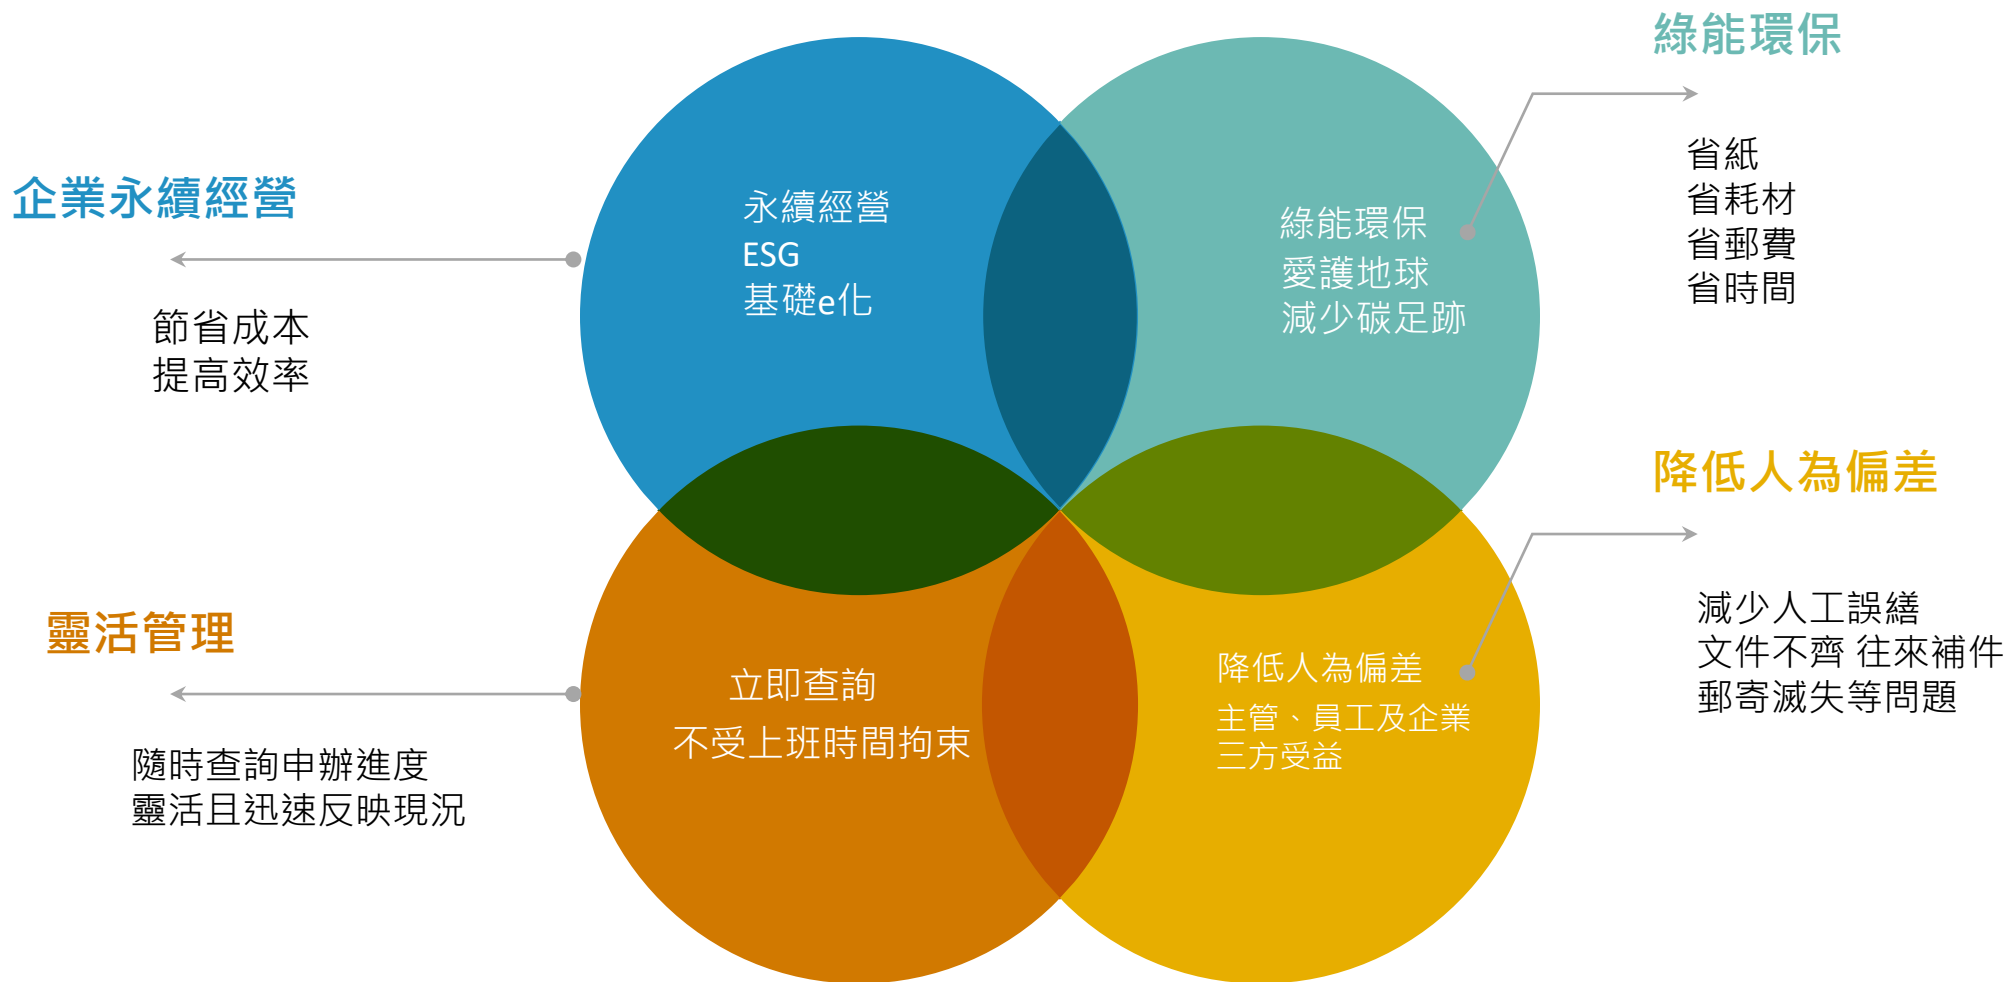 企業永續經營
節省成本
提高效率
永續經營
ESG
基礎e化
綠能環保
愛護地球
減少碳足跡
綠能環保
省紙
省耗材
省郵費
省時間
靈活管理
隨時查詢申辦進度
靈活且迅速反映現況
立即查詢
不受上班時間拘束
降低人為偏差
主管、員工及企業
三方受益
降低人為偏差
減少人工誤繕
文件不齊 往來補件
郵寄滅失等問題